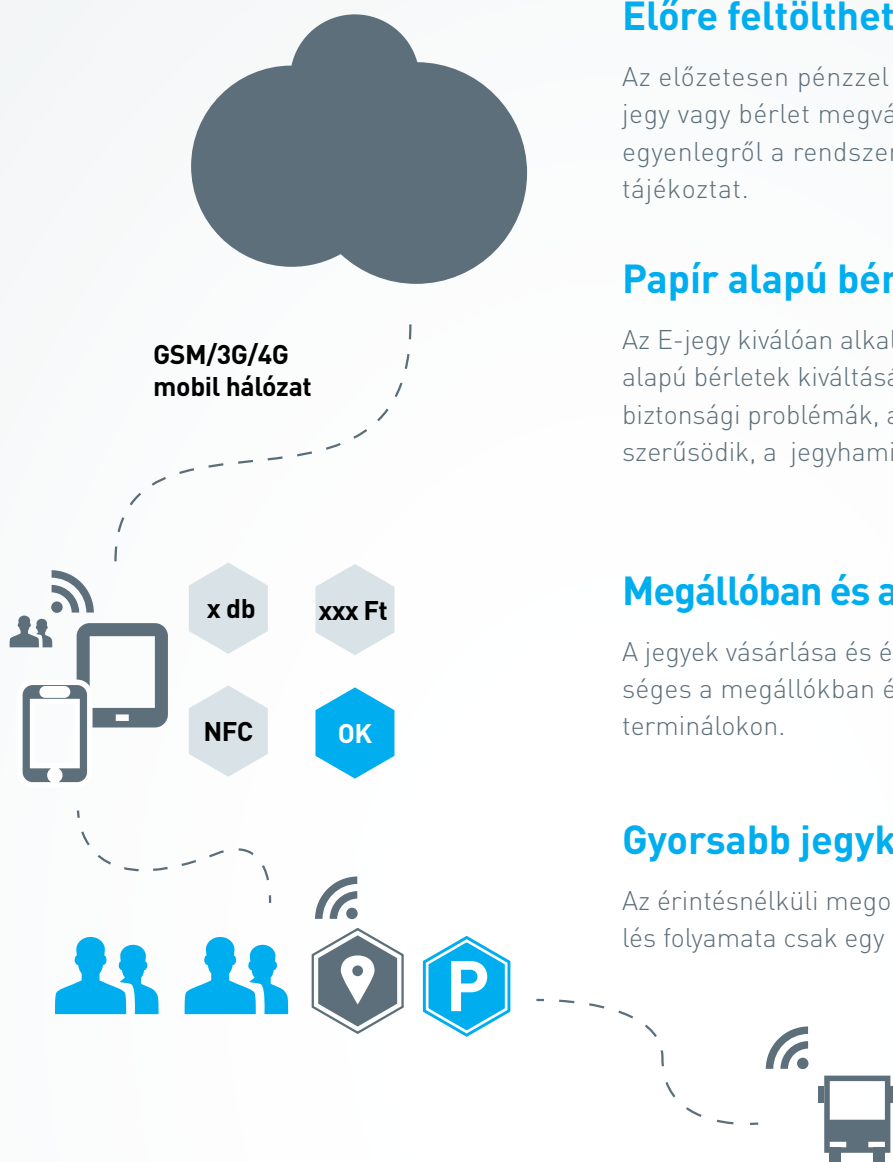 Előre feltölthet
Az előzetesen pénzzel
jegy vagy bérlet megvá
egyenlegről a rendszer
tájékoztat.
Papír alapú bér
Az E-jegy kiválóan alkal
alapú bérletek kiváltásá
biztonsági problémák, a
szerűsödik, a jegyhami
Megállóban és a
A jegyek vásárlása és é
séges a megállókban é
terminálokon.
Gyorsabb jegyk
Az érintésnélküli mego
lés folyamata csak egy
GSM/3G/4G
mobil hálózat
x db
xxx Ft
NFC
OK
P